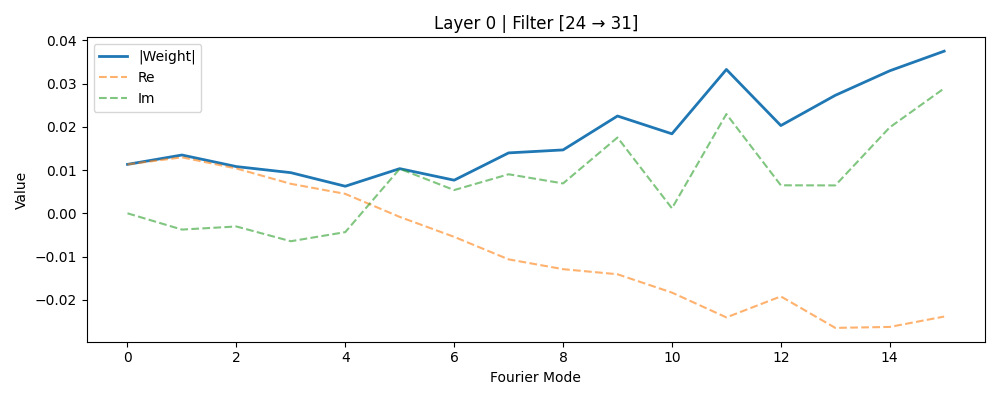 Layer 0 | Filter [24 → 31]
|Weight|
Re
Im
0.04
0.03
0.02
0.01
0.00
−0.01
−0.02
Value
0 2 4 6 8 10 12 14
Fourier Mode